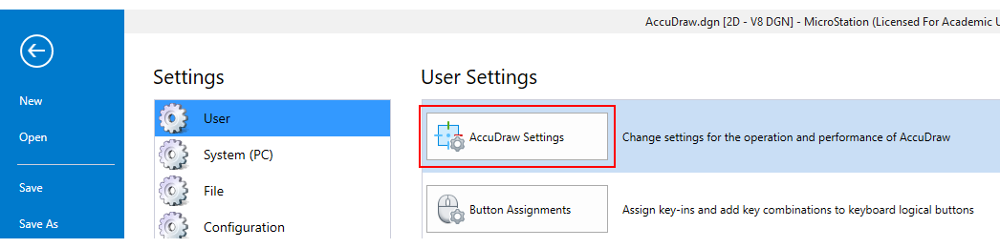 AccuDraw.dgn [2D - V8 DGN] - MicroStation (Licensed For Academic
Settings
User Settings
New
User
Open
AccuDraw Settings
Change settings for the operation and performance of AccuDraw
System (PC)
Save
File
Button Assignments
Assign key-ins and add key combinations to keyboard logical buttons
Save As
Configuration